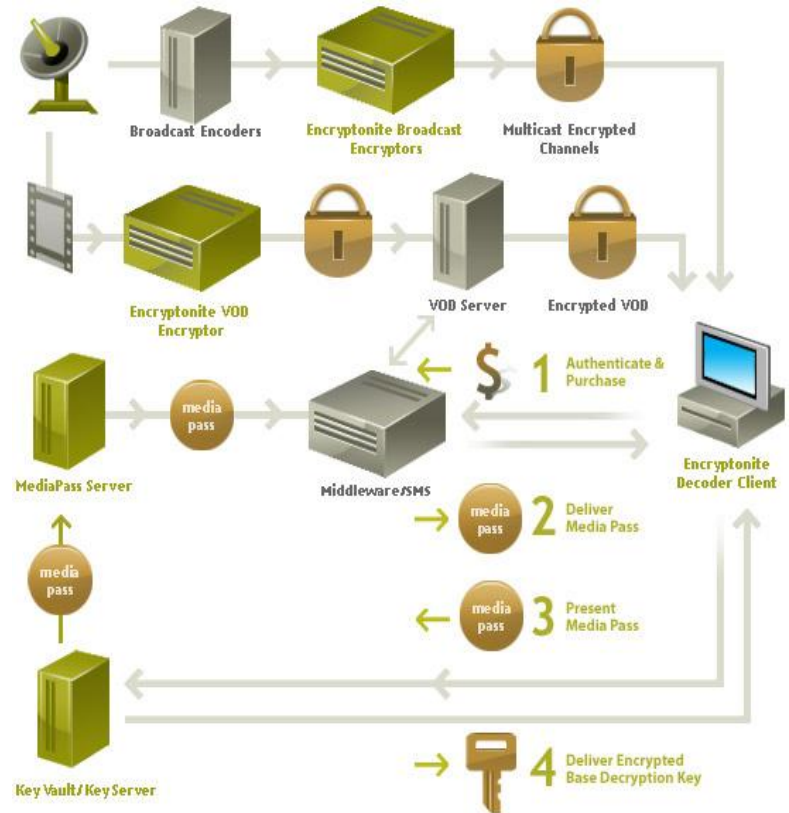 Broadcast Encoders
Encryptonite Broadcast
Encryptors
Multicast Encrypted
Channels
Encryptonite VOD
Encryptor
VOD Server
Encrypted VOD
$
1
Authenticate &
Purchase
media
pass
MediaPass Server
Middleware/SMS
Encryptonite
Decoder Client
media
pass
2
Deliver
Media Pass
media
pass
media
pass
3
Present
Media Pass
Key Vault/Key Server
4
Deliver Encrypted
Base Decryption Key